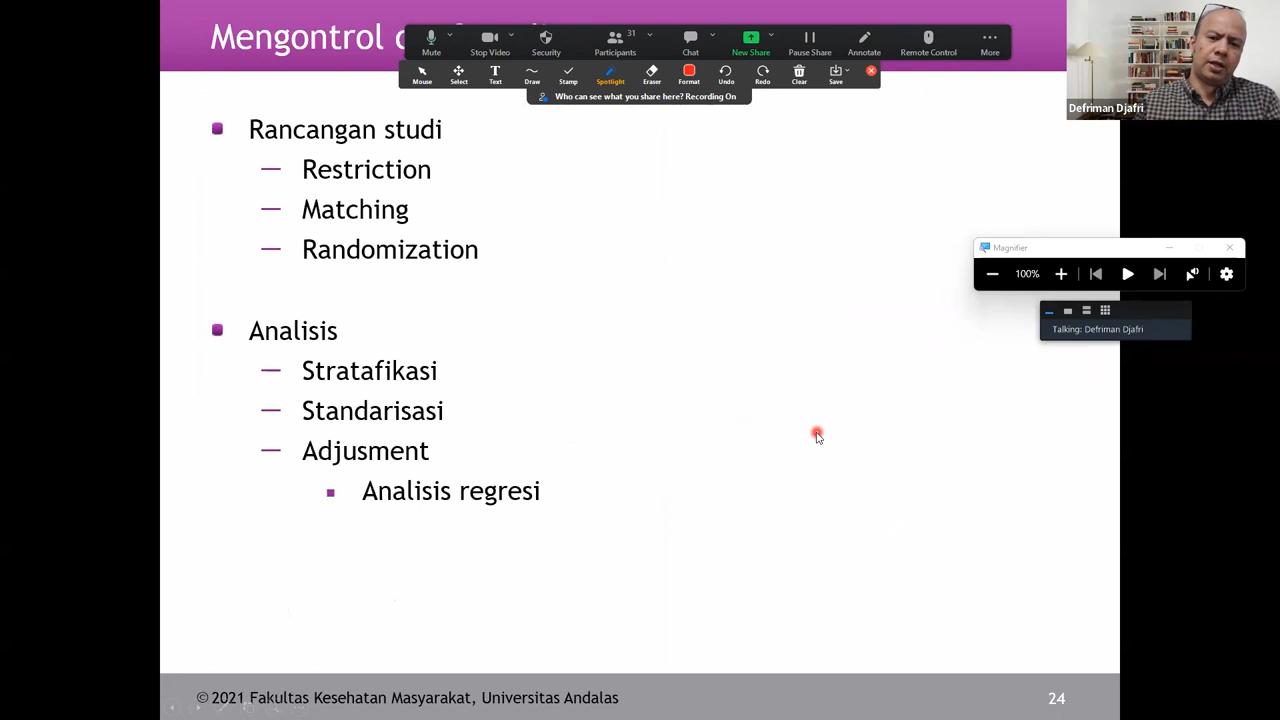 Mengontrol
Mute
Stop Video
Security
31
Participants
Chat
New Share
Pause Share
Annotate
Remote Control
More
Mouse
Select
Text
Draw
Stamp
Spotlight
Eraser
Format
Undo
Redo
Clear
Save
Who can see what you share here? Recording On
Defriman Djafri
Rancangan studi
Restriction
Matching
Randomization
Magnifier
100%
Talking: Defriman Djafri
Analisis
Stratafikasi
Standarisasi
Adjusment
Analisis regresi
© 2021 Fakultas Kesehatan Masyarakat, Universitas Andalas
24